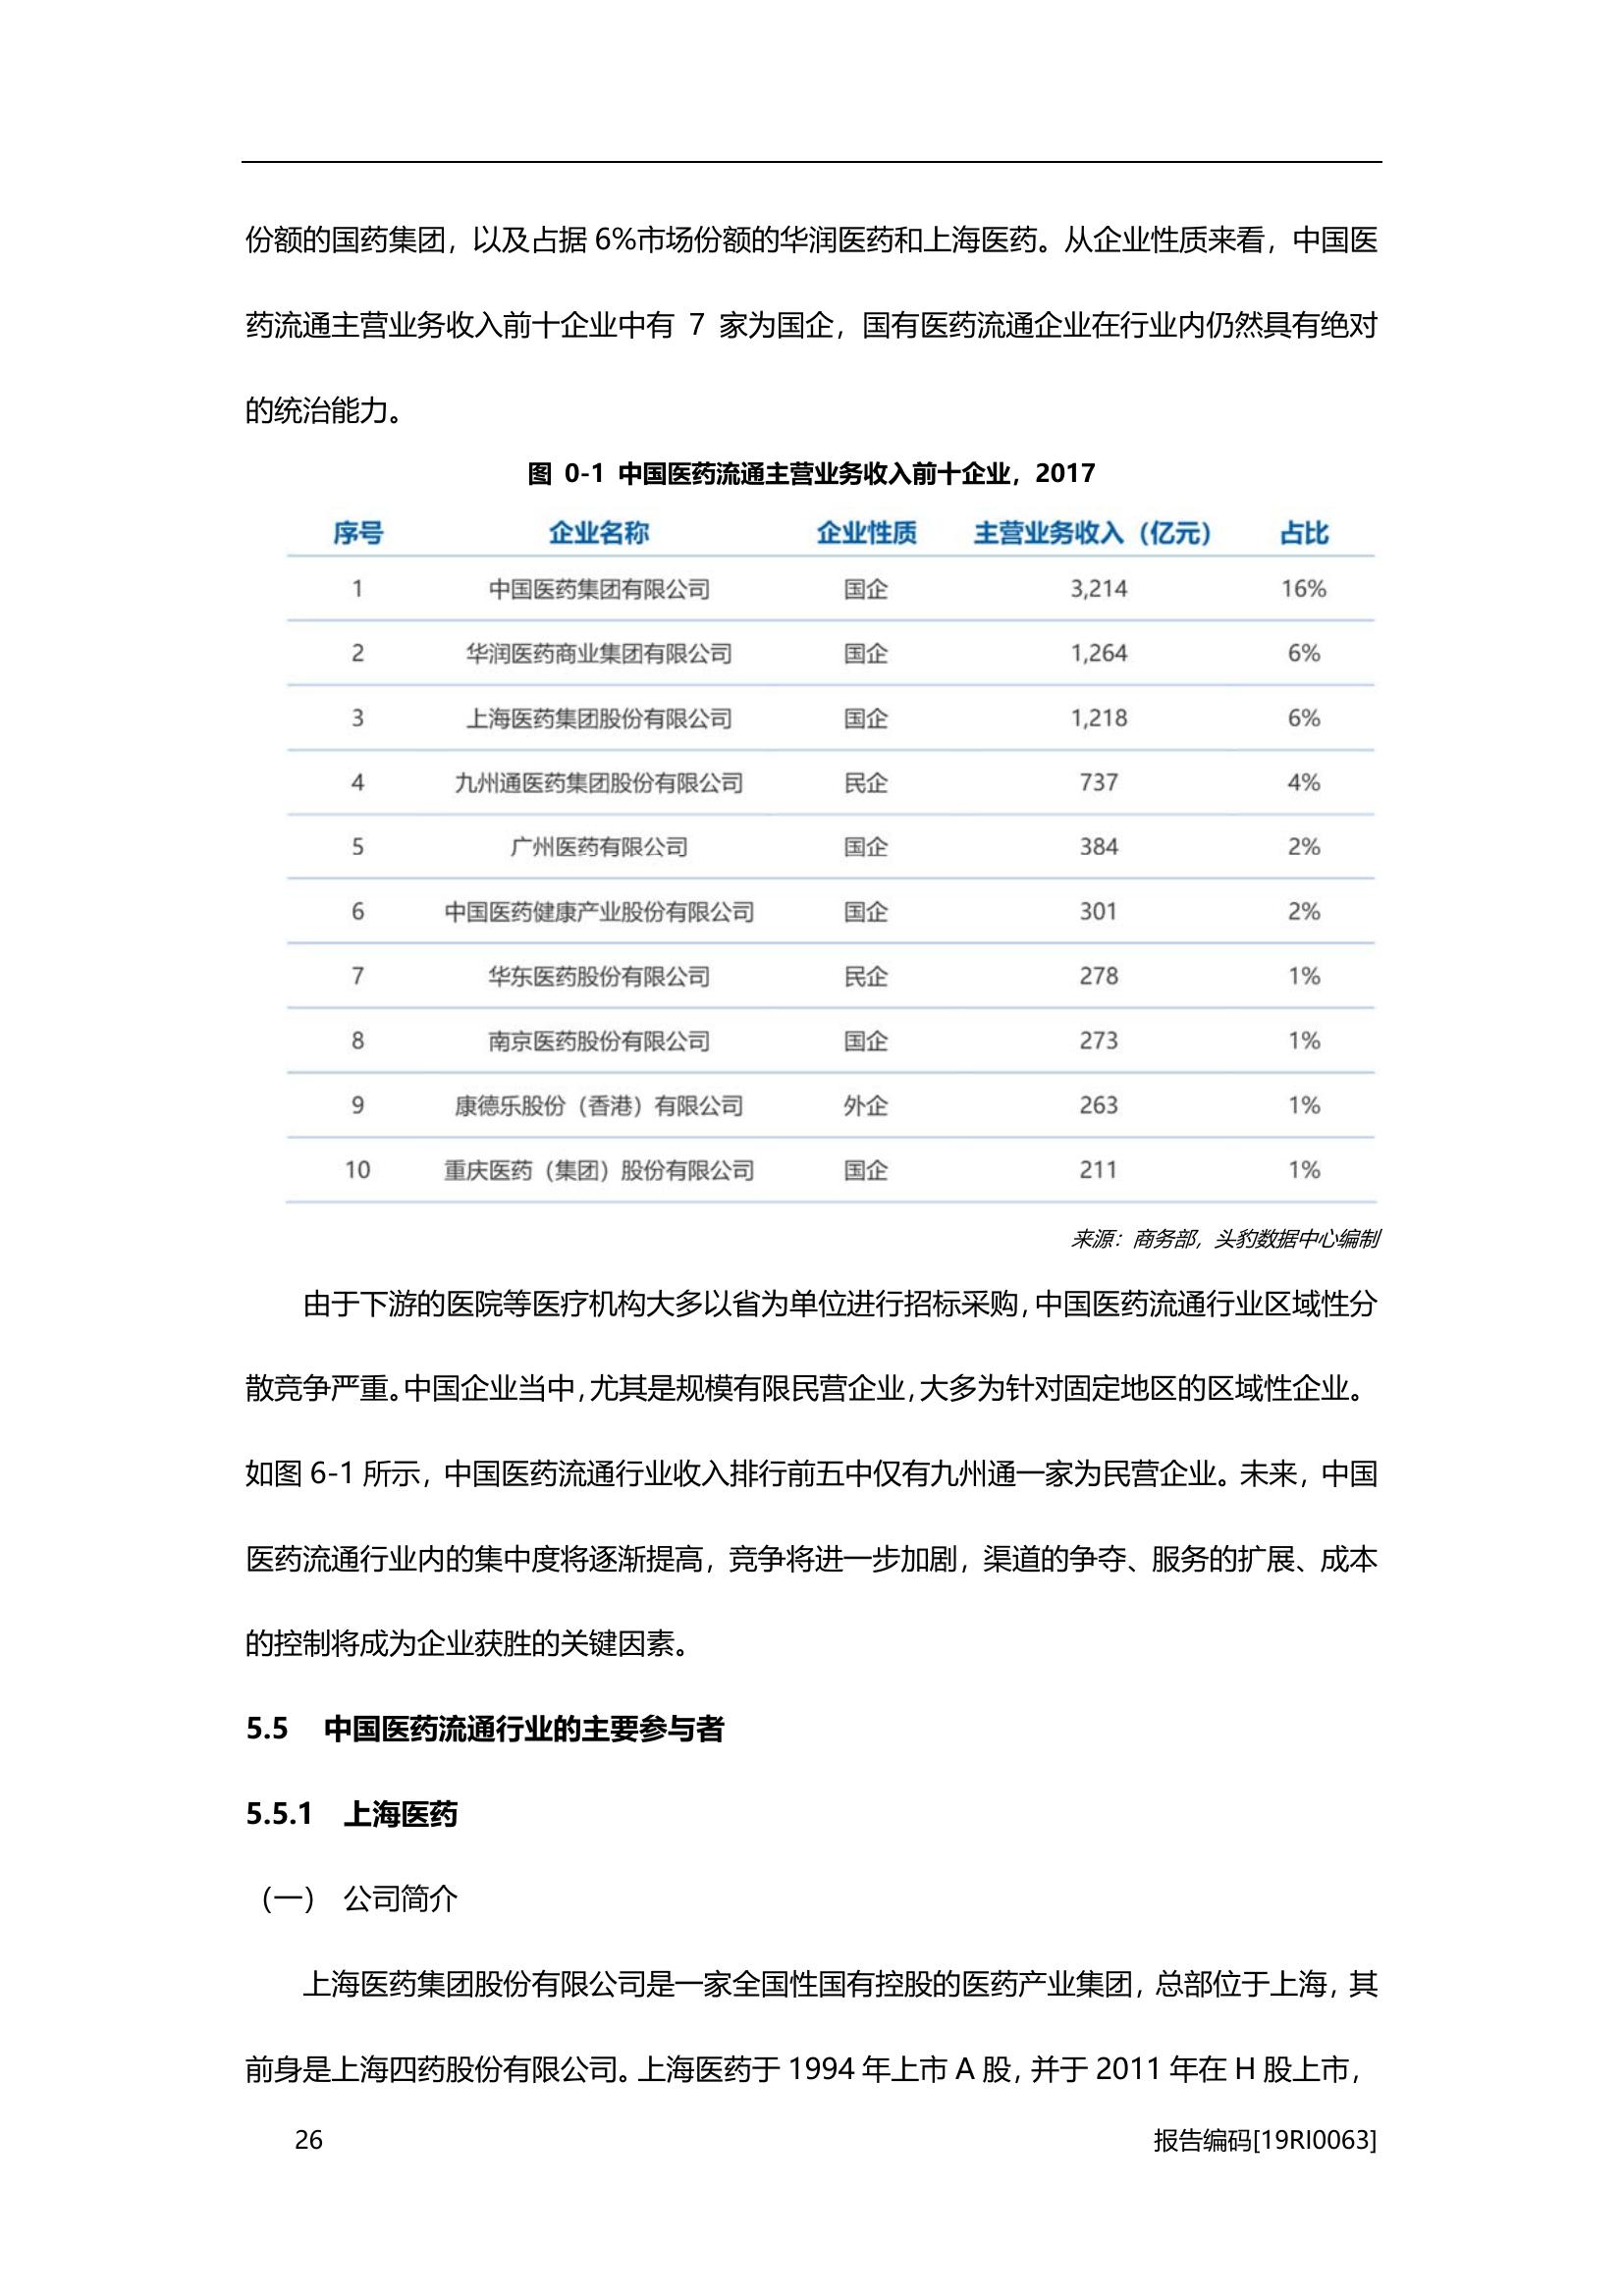 份额的国药集团，以及占据 6%市场份额的华润医药和上海医药。从企业性质来看，中国医
药流通主营业务收入前十企业中有 7 家为国企，国有医药流通企业在行业内仍然具有绝对
的统治能力。
图 0-1 中国医药流通主营业务收入前十企业，2017
序号 企业名称 企业性质 主营业务收入（亿元） 占比
1 中国医药集团有限公司 国企 3,214 16%
2 华润医药商业集团有限公司 国企 1,264 6%
3 上海医药集团股份有限公司 国企 1,218 6%
4 九州通医药集团股份有限公司 民企 737 4%
5 广州医药有限公司 国企 384 2%
6 中国医药健康产业股份有限公司 国企 301 2%
7 华东医药股份有限公司 民企 278 1%
8 南京医药股份有限公司 国企 273 1%
9 康德乐股份（香港）有限公司 外企 263 1%
10 重庆医药（集团）股份有限公司 国企 211 1%
来源：商务部，头豹数据中心编制
由于下游的医院等医疗机构大多以省为单位进行招标采购，中国医药流通行业区域性分
散竞争严重。中国企业当中，尤其是规模有限民营企业，大多为针对固定地区的区域性企业。
如图 6-1 所示，中国医药流通行业收入排行前五中仅有九州通一家为民营企业。未来，中国
医药流通行业内的集中度将逐渐提高，竞争将进一步加剧，渠道的争夺、服务的扩展、成本
的控制将成为企业获胜的关键因素。
5.5 中国医药流通行业的主要参与者
5.5.1 上海医药
（一） 公司简介
上海医药集团股份有限公司是一家全国性国有控股的医药产业集团，总部位于上海，其
前身是上海四药股份有限公司。上海医药于 1994 年上市 A 股，并于 2011 年在 H 股上市，
26 报告编码[19RI0063]